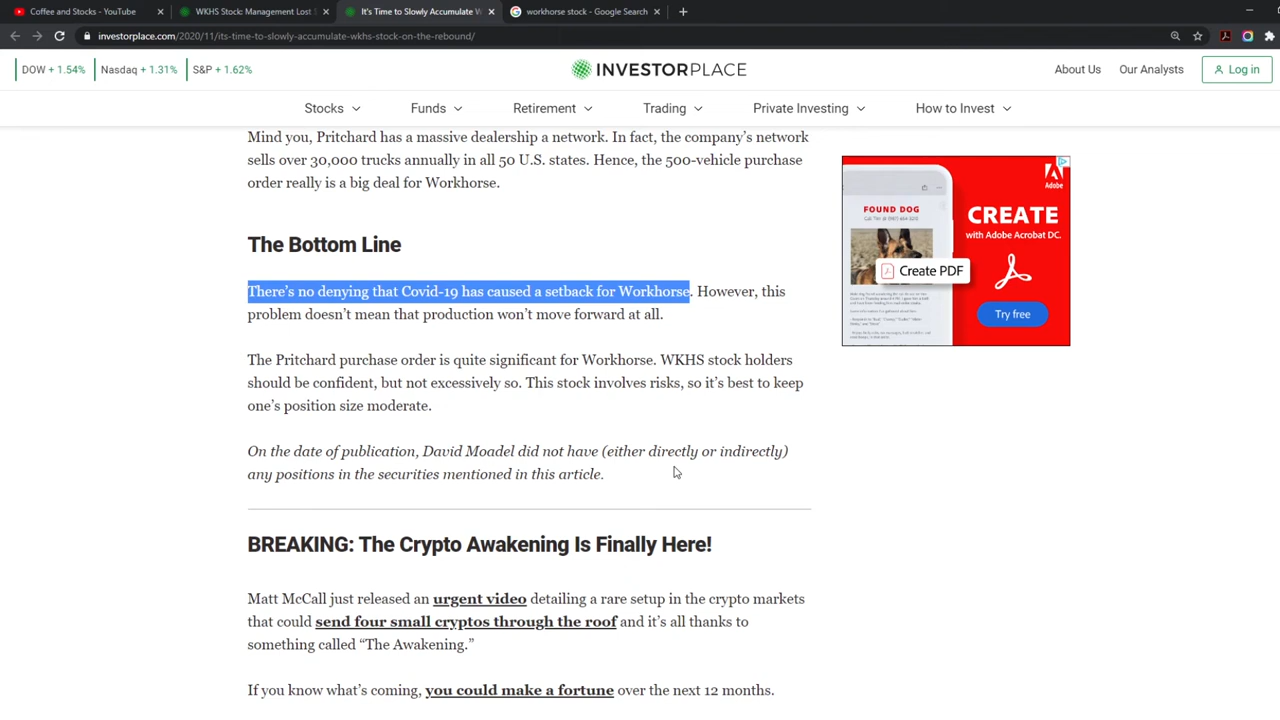 Coffee and Stocks - YouTube
WKHS Stock: Management Lost
It's Time to Slowly Accumulate W
workhorse stock - Google Search
investorplace.com/2020/11/its-time-to-slowly-accumulate-wkhs-stock-on-the-rebound/
DOW + 1.54% Nasdaq + 1.31% S&P + 1.62%
INVESTORPLACE
About Us Our Analysts Log in
Stocks Funds Retirement Trading Private Investing How to Invest
Mind you, Pritchard has a massive dealership a network. In fact, the company's network
sells over 30,000 trucks annually in all 50 U.S. states. Hence, the 500-vehicle purchase
order really is a big deal for Workhorse.
The Bottom Line
There's no denying that Covid-19 has caused a setback for Workhorse. However, this
problem doesn't mean that production won't move forward at all.
The Pritchard purchase order is quite significant for Workhorse. WKHS stock holders
should be confident, but not excessively so. This stock involves risks, so it's best to keep
one's position size moderate.
On the date of publication, David Moadel did not have (either directly or indirectly)
any positions in the securities mentioned in this article.
BREAKING: The Crypto Awakening Is Finally Here!
Matt McCall just released an urgent video detailing a rare setup in the crypto markets
that could send four small cryptos through the roof and it's all thanks to
something called “The Awakening.”
If you know what's coming, you could make a fortune over the next 12 months.
Adobe
FOUND DOG
CREATE
with Adobe Acrobat DC.
Create PDF
Try free